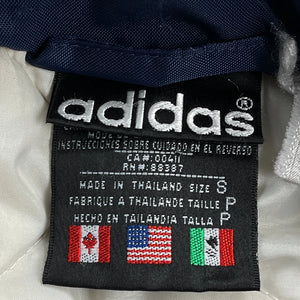 adidas®
INSTRUCCIONES SOBRE CUIDADO EN EL REVERSO
CA#:00411
RN#:88387
MADE IN THAILAND SIZE S
FABRIQUE A THAILANDE TAILLE P
HECHO EN TAILANDIA TALLA P